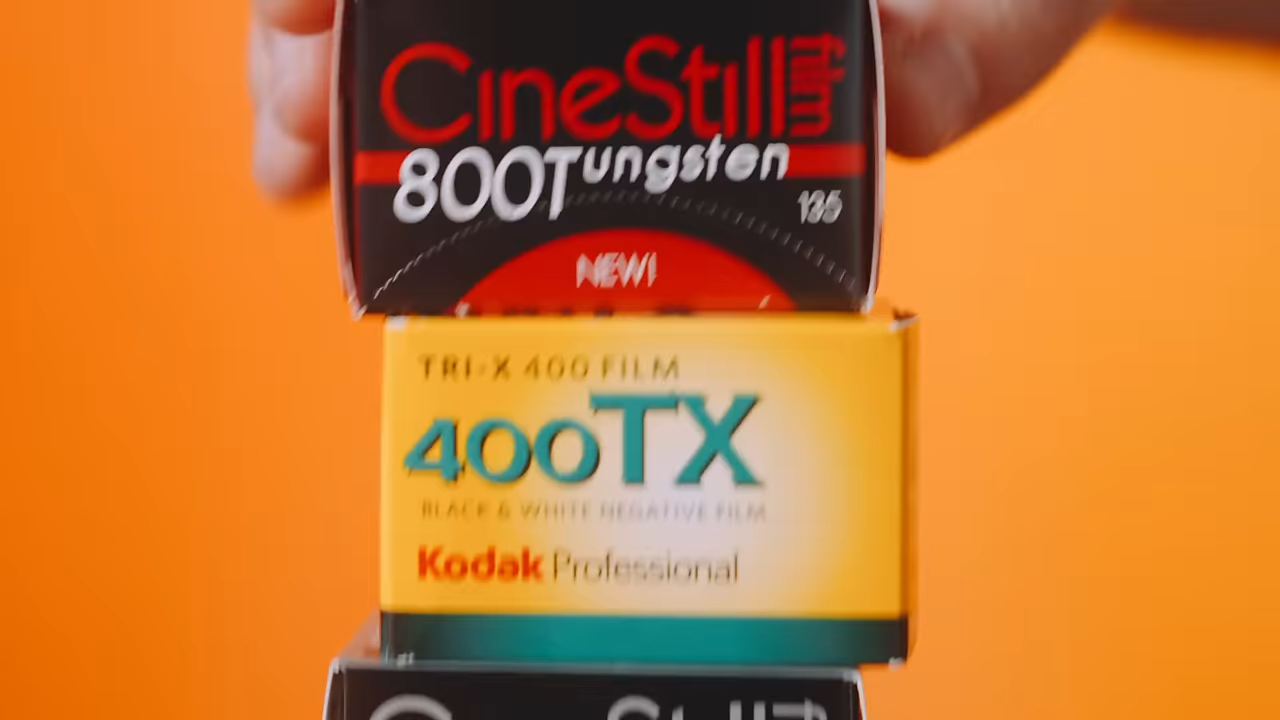 CineStill film
800Tungsten
135
NEW!
TRI-X 400 FILM
400TX
BLACK & WHITE NEGATIVE FILM
Kodak Professional